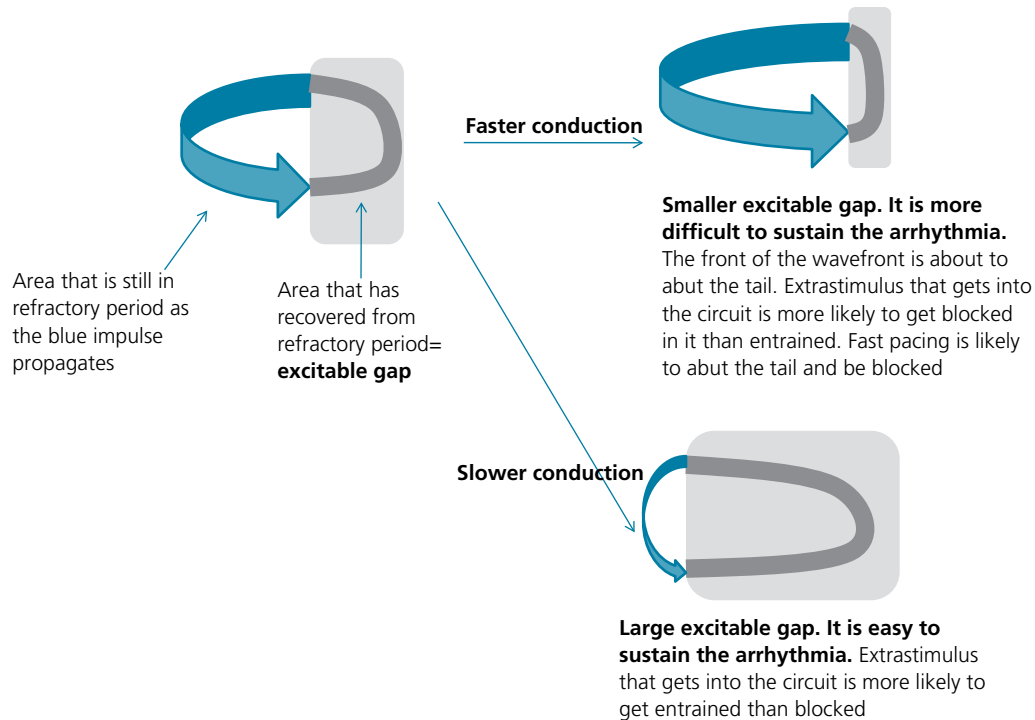 Faster conduction
Area that is still in
refractory period as
the blue impulse
propagates
Area that has
recovered from
refractory period=
excitable gap
Smaller excitable gap. It is more
difficult to sustain the arrhythmia.
The front of the wavefront is about to
abut the tail. Extrastimulus that gets into
the circuit is more likely to get blocked
in it than entrained. Fast pacing is likely
to abut the tail and be blocked
Slower conduction
Large excitable gap. It is easy to
sustain the arrhythmia. Extrastimulus
that gets into the circuit is more likely to
get entrained than blocked